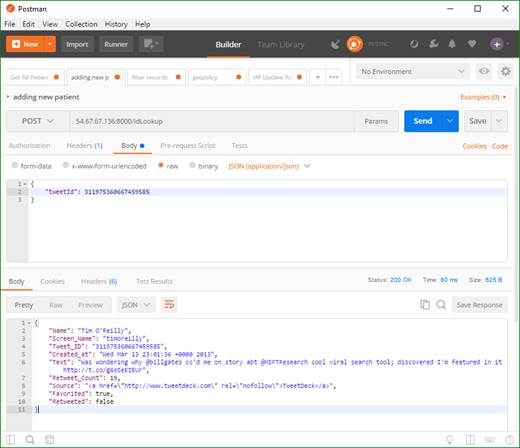 Postman
File Edit View Collection History Help
New Import Runner Builder Team Library IN SYNC
Get All Patien adding new p filter records getpolicy HP Update Po No Environment
adding new patient Examples (0)
POST 54.67.67.136:8000/idLookup Params Send Save
Authorization Headers (1) Body Pre-request Script Tests Cookies Code
form-data x-www-form-urlencoded raw binary JSON (application/json)
1 {
2 "tweetId": 311975360667459585
3 }
Body Cookies Headers (6) Test Results Status: 200 OK Time: 80 ms Size: 625 B
Pretty Raw Preview JSON Save Response
1 {
2 "Name": "Tim O'Reilly",
3 "Screen_Name": "timoreilly",
4 "Tweet_ID": "311975360667459585",
5 "Created_at": "Wed Mar 13 23:01:36 +0000 2013",
6 "Text": "Was wondering why @billgates cc'd me on story abt @MSFTResearch cool viral search tool; discovered I'm featured in it
http://t.co/g6oSeEIEUr",
7 "Retweet_Count": 19,
8 "Source": "<a href=\"http://www.tweetdeck.com\" rel=\"nofollow\">TweetDeck</a>",
9 "Favorited": true,
10 "Retweeted": false
11 }